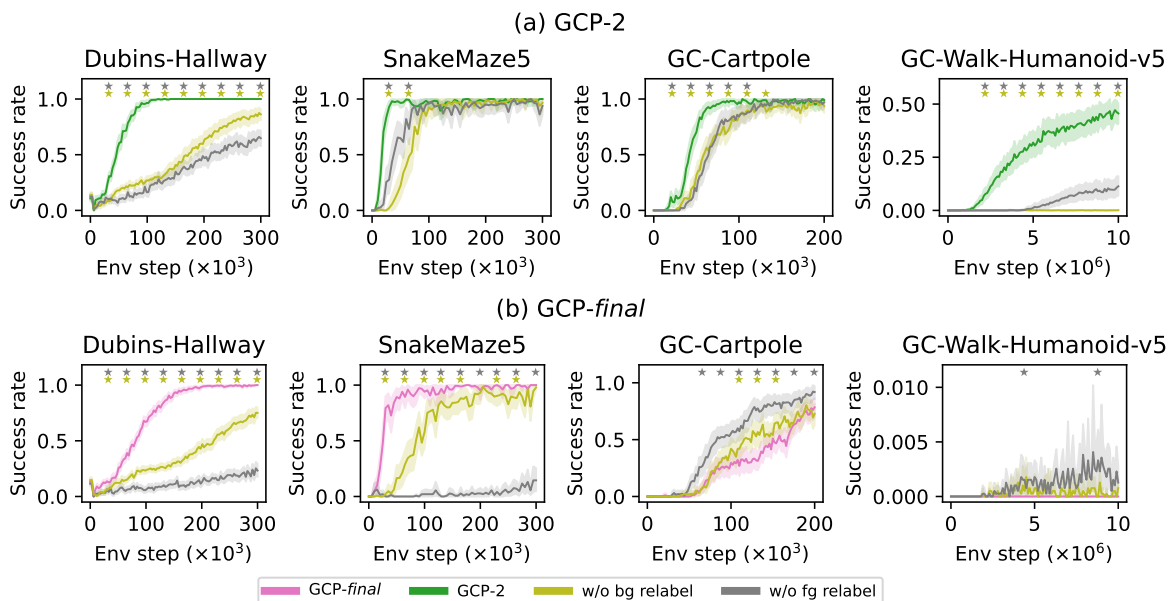 (a) GCP-2
Dubins-Hallway SnakeMaze5 GC-Cartpole GC-Walk-Humanoid-v5
Success rate
1.0
0.5
0.0
0 100 200 300
Env step (×10³)
Success rate
1.0
0.5
0.0
0 100 200 300
Env step (×10³)
Success rate
1.0
0.5
0.0
0 100 200
Env step (×10³)
Success rate
0.50
0.25
0.00
0 5 10
Env step (×10⁶)
(b) GCP-final
Dubins-Hallway SnakeMaze5 GC-Cartpole GC-Walk-Humanoid-v5
Success rate
1.0
0.5
0.0
0 100 200 300
Env step (×10³)
Success rate
1.0
0.5
0.0
0 100 200 300
Env step (×10³)
Success rate
1.0
0.5
0.0
0 100 200
Env step (×10³)
Success rate
0.010
0.005
0.000
0 5 10
Env step (×10⁶)
GCP-final GCP-2 w/o bg relabel w/o fg relabel